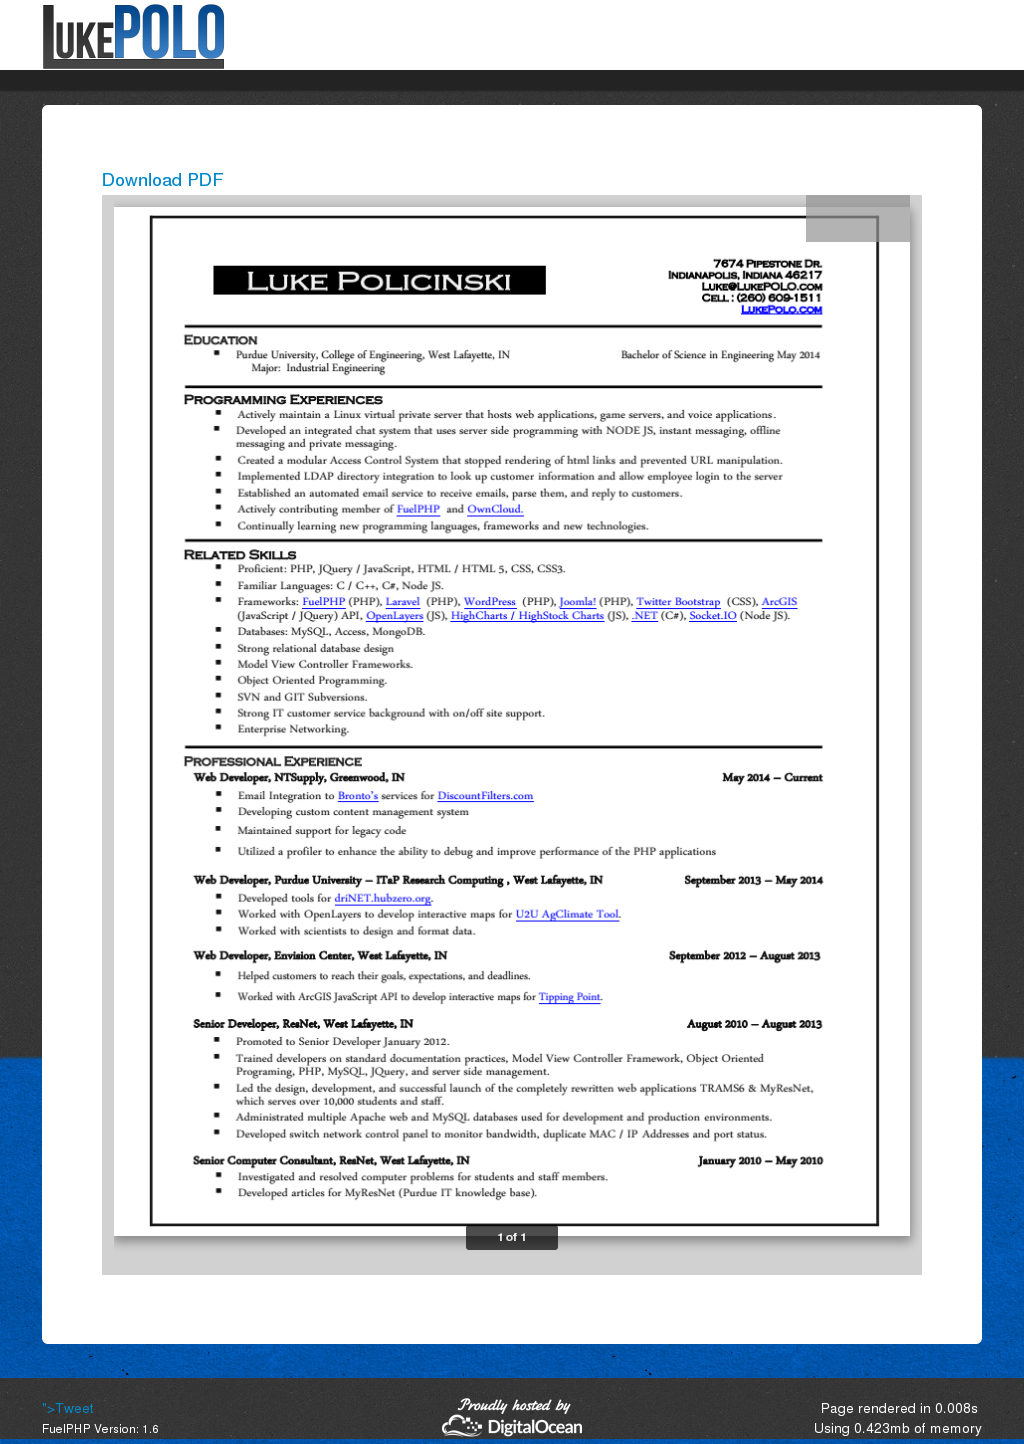 LUKEPOLO
Download PDF
LUKE POLICINSKI
7674 PIPESTONE DR.
INDIANAPOLIS, INDIANA 46217
LUKE@LUKEPOLO.COM
CELL : (260) 609-1511
LUKEPOLO.COM
EDUCATION
▪ Purdue University, College of Engineering, West Lafayette, IN Bachelor of Science in Engineering May 2014
Major: Industrial Engineering
PROGRAMMING EXPERIENCES
▪ Actively maintain a Linux virtual private server that hosts web applications, game servers, and voice applications.
▪ Developed an integrated chat system that uses server side programming with NODE JS, instant messaging, offline
messaging and private messaging.
▪ Created a modular Access Control System that stopped rendering of html links and prevented URL manipulation.
▪ Implemented LDAP directory integration to look up customer information and allow employee login to the server
▪ Established an automated email service to receive emails, parse them, and reply to customers.
▪ Actively contributing member of FuelPHP and OwnCloud.
▪ Continually learning new programming languages, frameworks and new technologies.
RELATED SKILLS
▪ Proficient: PHP, JQuery / JavaScript, HTML / HTML 5, CSS, CSS3.
▪ Familiar Languages: C / C++, C#, Node JS.
▪ Frameworks: FuelPHP (PHP), Laravel (PHP), WordPress (PHP), Joomla! (PHP), Twitter Bootstrap (CSS), ArcGIS
(JavaScript / JQuery) API, OpenLayers (JS), HighCharts / HighStock Charts (JS), .NET (C#), Socket.IO (Node JS).
▪ Databases: MySQL, Access, MongoDB.
▪ Strong relational database design
▪ Model View Controller Frameworks.
▪ Object Oriented Programming.
▪ SVN and GIT Subversions.
▪ Strong IT customer service background with on/off site support.
▪ Enterprise Networking.
PROFESSIONAL EXPERIENCE
Web Developer, NTSupply, Greenwood, IN May 2014 – Current
▪ Email Integration to Bronto's services for DiscountFilters.com
▪ Developing custom content management system
▪ Maintained support for legacy code
▪ Utilized a profiler to enhance the ability to debug and improve performance of the PHP applications
Web Developer, Purdue University – ITaP Research Computing , West Lafayette, IN September 2013 – May 2014
▪ Developed tools for driNET.hubzero.org.
▪ Worked with OpenLayers to develop interactive maps for U2U AgClimate Tool.
▪ Worked with scientists to design and format data.
Web Developer, Envision Center, West Lafayette, IN September 2012 – August 2013
▪ Helped customers to reach their goals, expectations, and deadlines.
▪ Worked with ArcGIS JavaScript API to develop interactive maps for Tipping Point.
Senior Developer, ResNet, West Lafayette, IN August 2010 – August 2013
▪ Promoted to Senior Developer January 2012.
▪ Trained developers on standard documentation practices, Model View Controller Framework, Object Oriented
Programing, PHP, MySQL, JQuery, and server side management.
▪ Led the design, development, and successful launch of the completely rewritten web applications TRAMS6 & MyResNet,
which serves over 10,000 students and staff.
▪ Administrated multiple Apache web and MySQL databases used for development and production environments.
▪ Developed switch network control panel to monitor bandwidth, duplicate MAC / IP Addresses and port status.
Senior Computer Consultant, ResNet, West Lafayette, IN January 2010 – May 2010
▪ Investigated and resolved computer problems for students and staff members.
▪ Developed articles for MyResNet (Purdue IT knowledge base).
1 of 1
">Tweet
FuelPHP Version: 1.6
Proudly hosted by
DigitalOcean
Page rendered in 0.008s
Using 0.423mb of memory